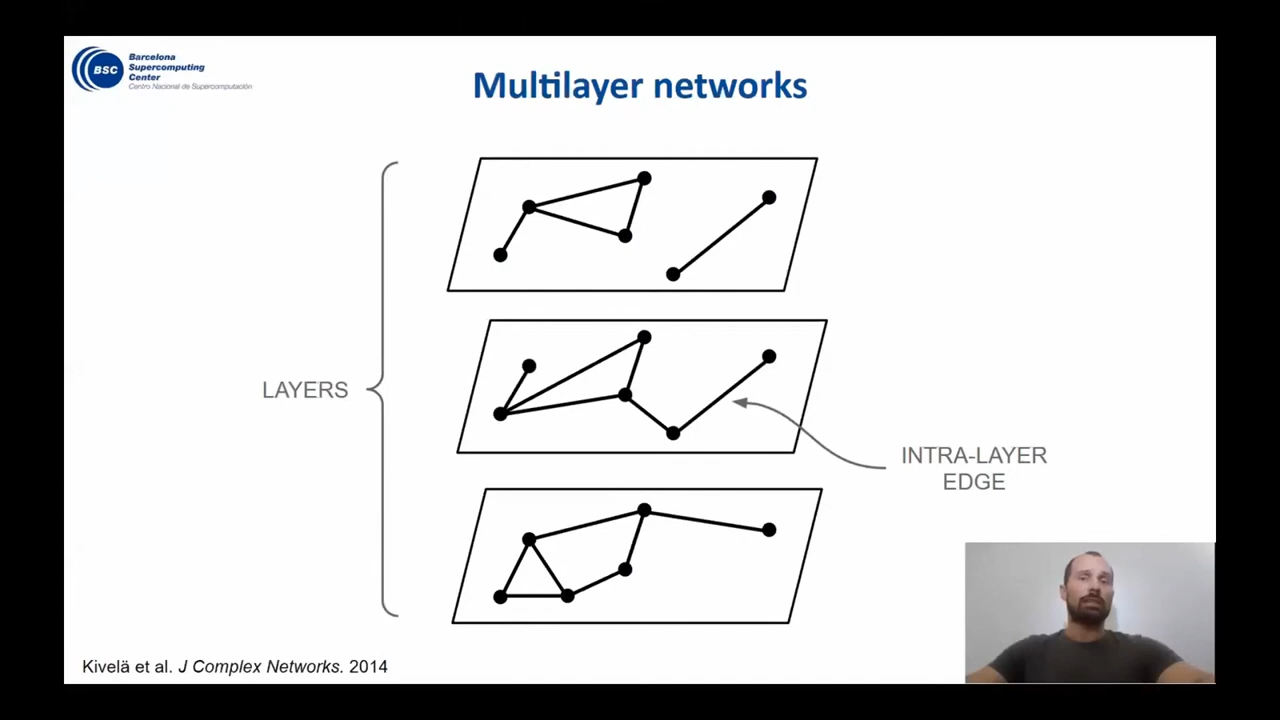 BSC
Barcelona
Supercomputing
Center
Centro Nacional de Supercomputación
Multilayer networks
LAYERS
INTRA-LAYER
EDGE
Kivelä et al. J Complex Networks. 2014